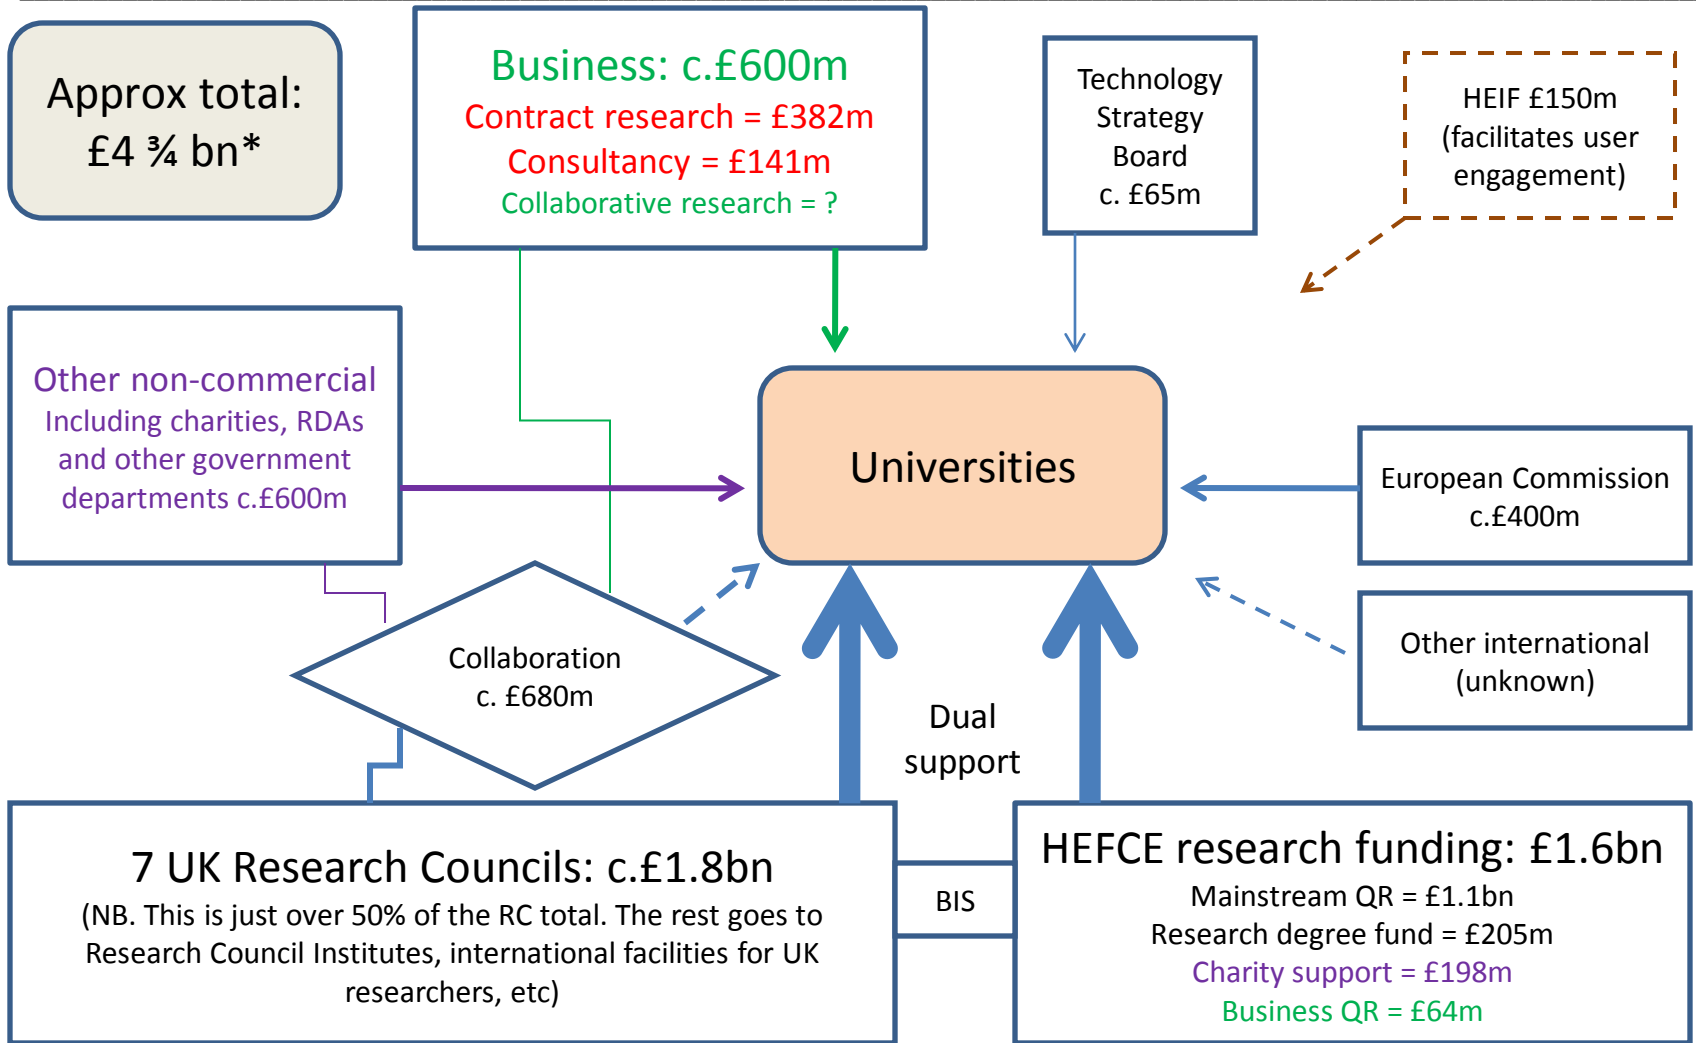 Approx total:
£4 ¾ bn*
Business: c.£600m
Contract research = £382m
Consultancy = £141m
Collaborative research = ?
Technology
Strategy
Board
c. £65m
HEIF £150m
(facilitates user
engagement)
Other non-commercial
Including charities, RDAs
and other government
departments c.£600m
Universities
European Commission
c.£400m
Collaboration
c. £680m
Other international
(unknown)
Dual
support
7 UK Research Councils: c.£1.8bn
(NB. This is just over 50% of the RC total. The rest goes to
Research Council Institutes, international facilities for UK
researchers, etc)
BIS
HEFCE research funding: £1.6bn
Mainstream QR = £1.1bn
Research degree fund = £205m
Charity support = £198m
Business QR = £64m